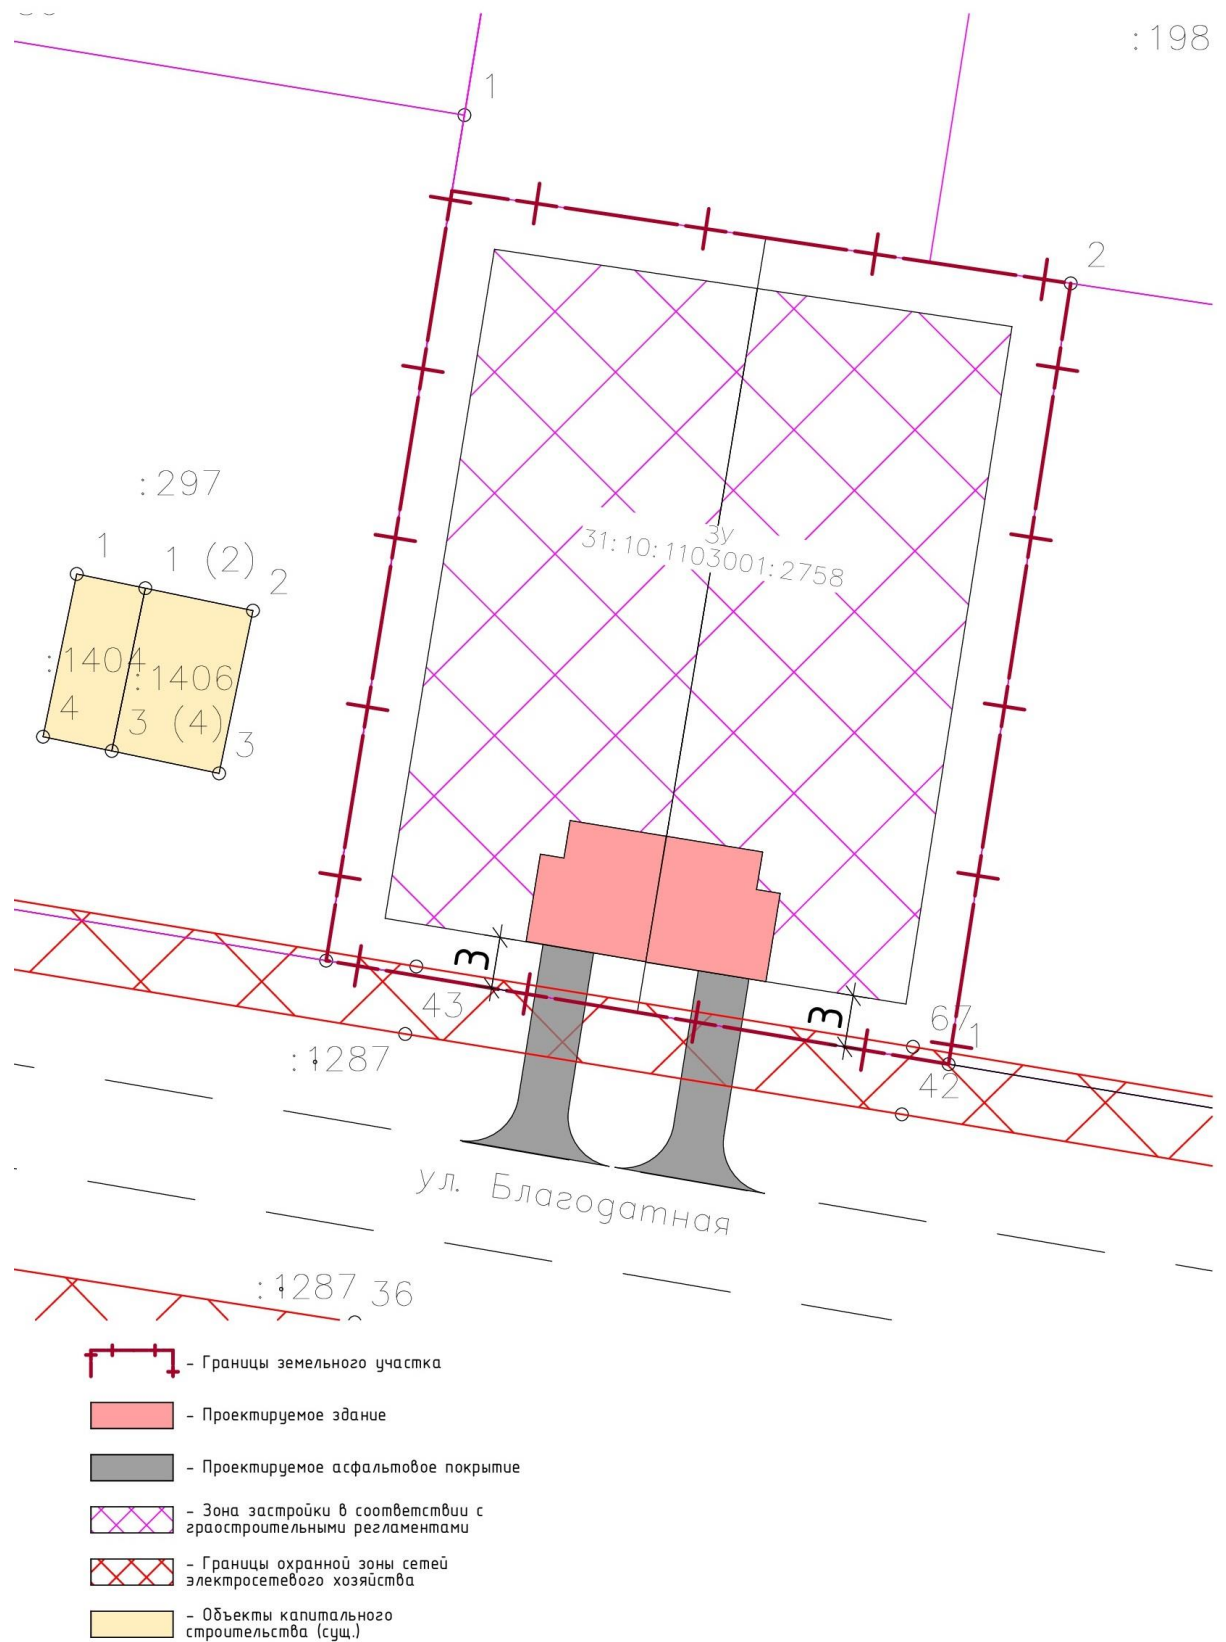 :198
1
2
:297
ЗУ
31:10:1103001:2758
1
1 (2)
2
:1404
:1406
4
3 (4)
3
3
3
43
67
1
:1287
42
ул. Благодатная
:1287
36
- Границы земельного участка
- Проектируемое здание
- Проектируемое асфальтовое покрытие
- Зона застройки в соответствии с
граостроительными регламентами
- Границы охранной зоны сетей
электросетевого хозяйства
- Объекты капитального
строительства (сущ.)